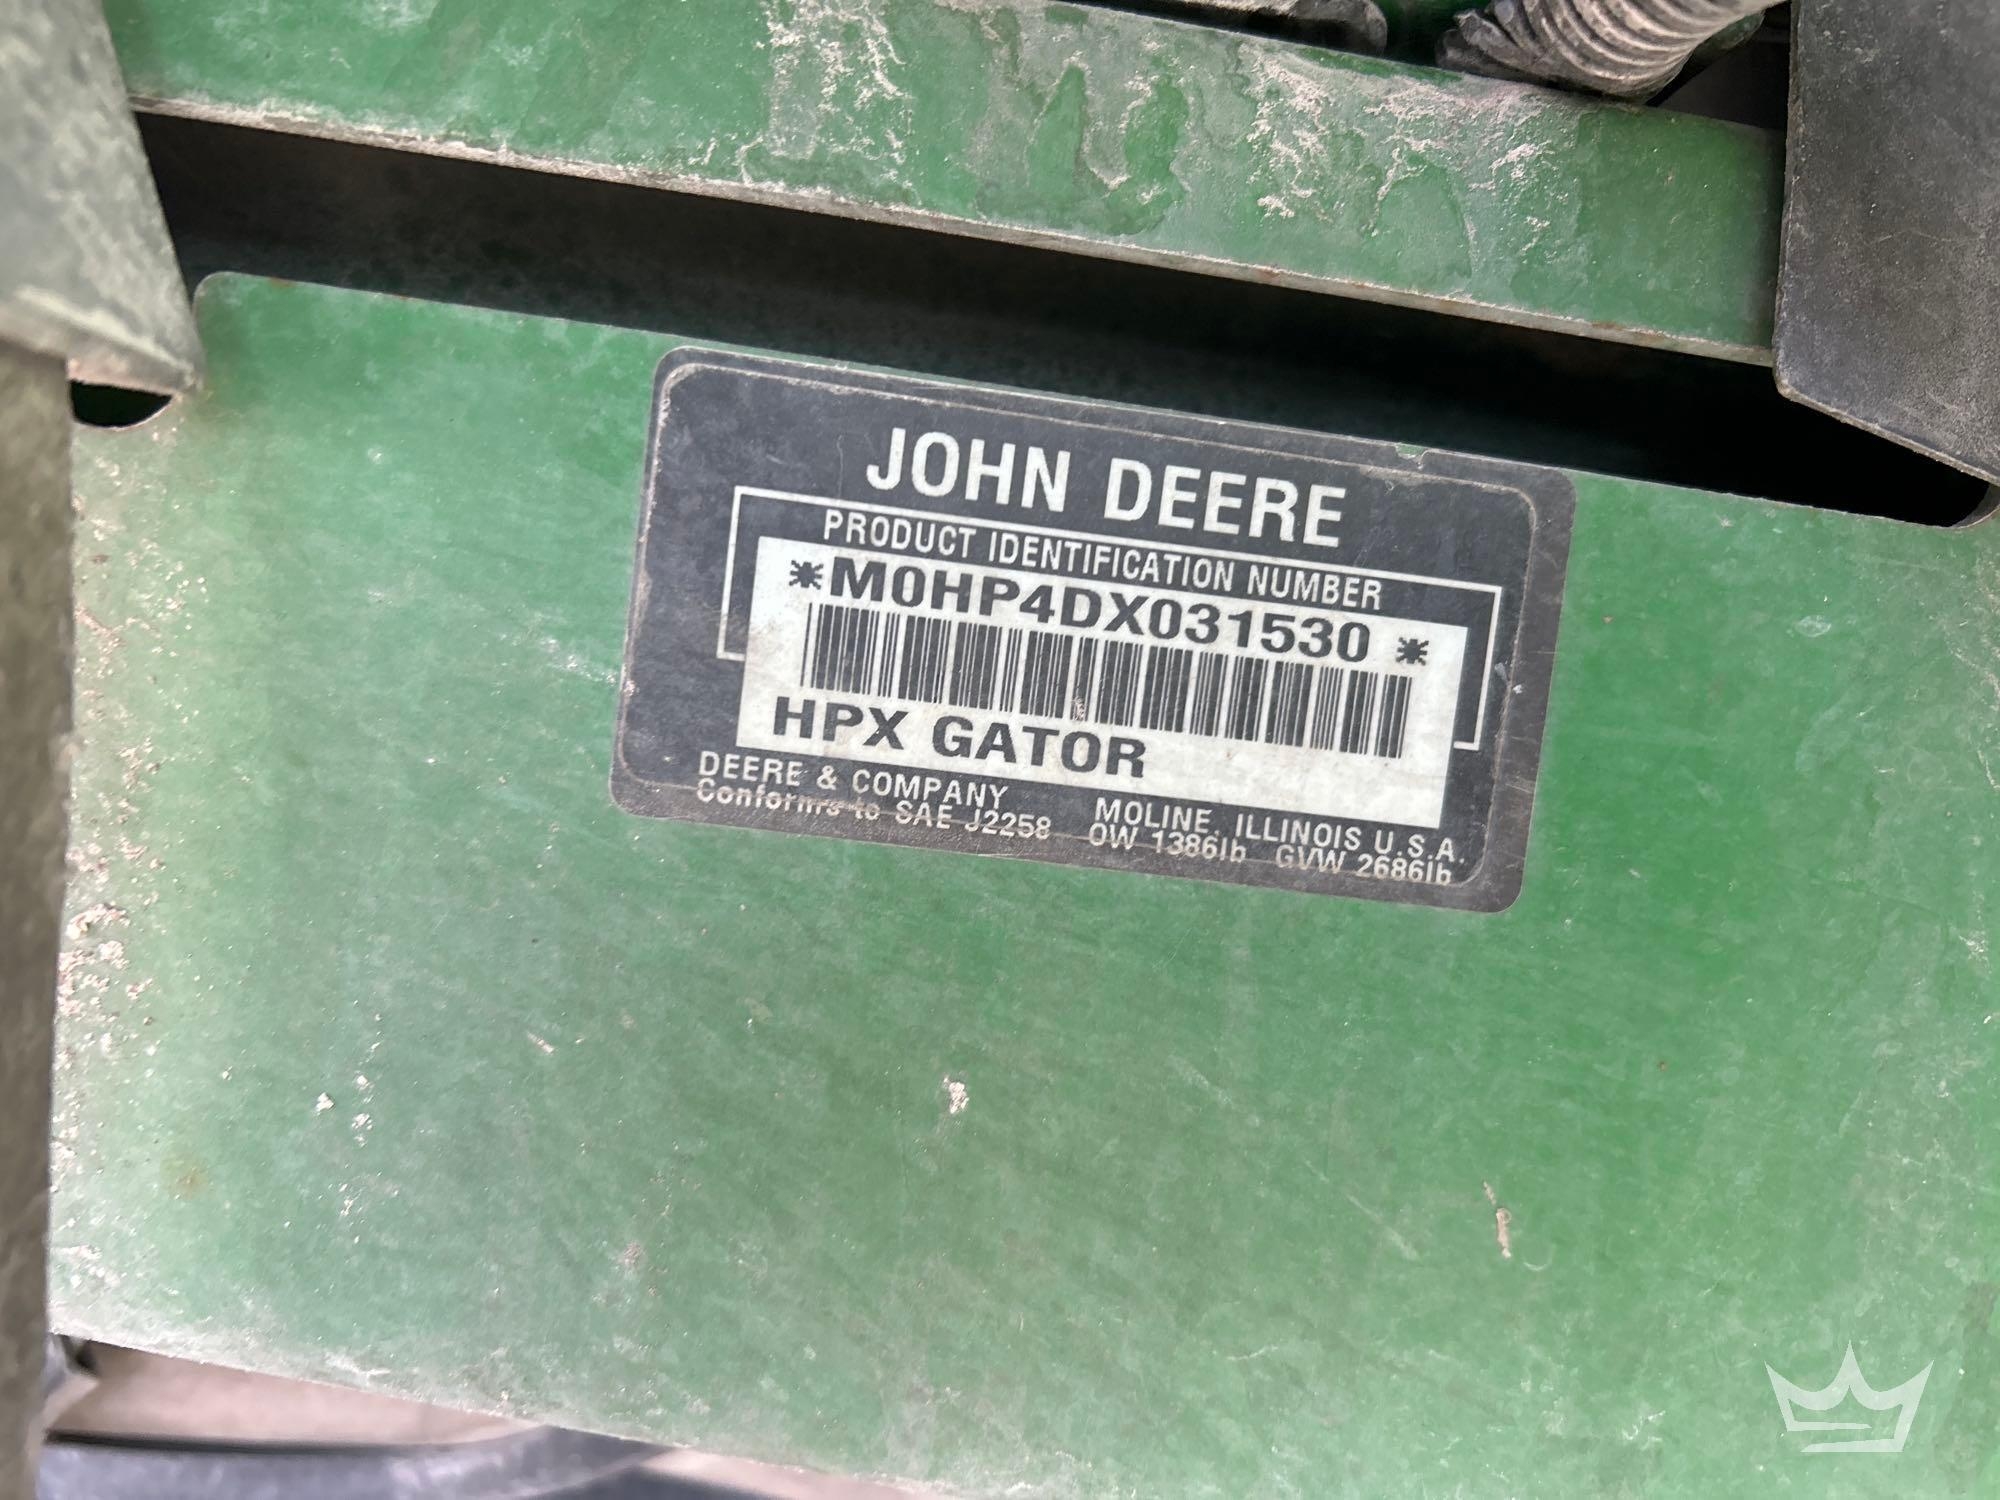 JOHN DEERE
PRODUCT IDENTIFICATION NUMBER
*M0HP4DX031530 *
HPX GATOR
DEERE & COMPANY MOLINE, ILLINOIS U.S.A.
Conforms to SAE J2258 OW 1386lb GVW 2686lb